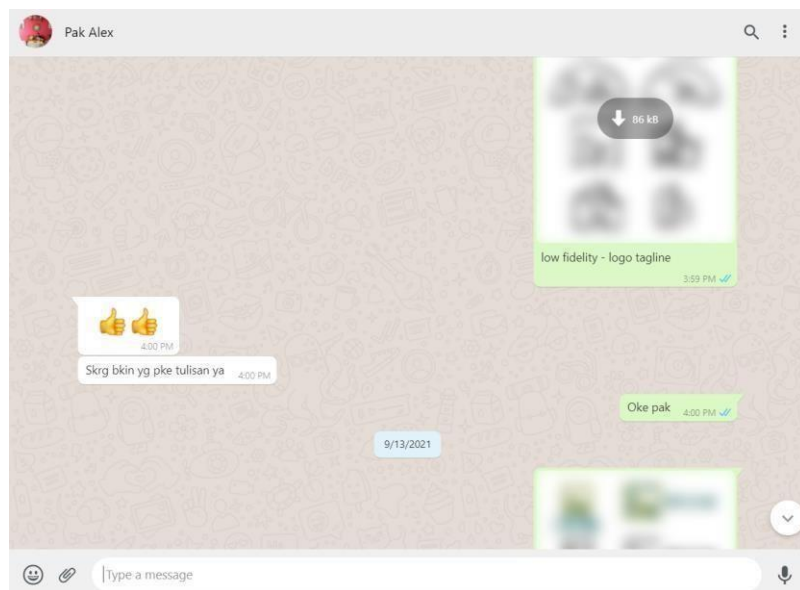 Pak Alex
86 kB
low fidelity - logo tagline
3:59 PM
👍👍
4:00 PM
Skrg bkin yg pke tulisan ya 4:00 PM
Oke pak 4:00 PM
9/13/2021
Type a message